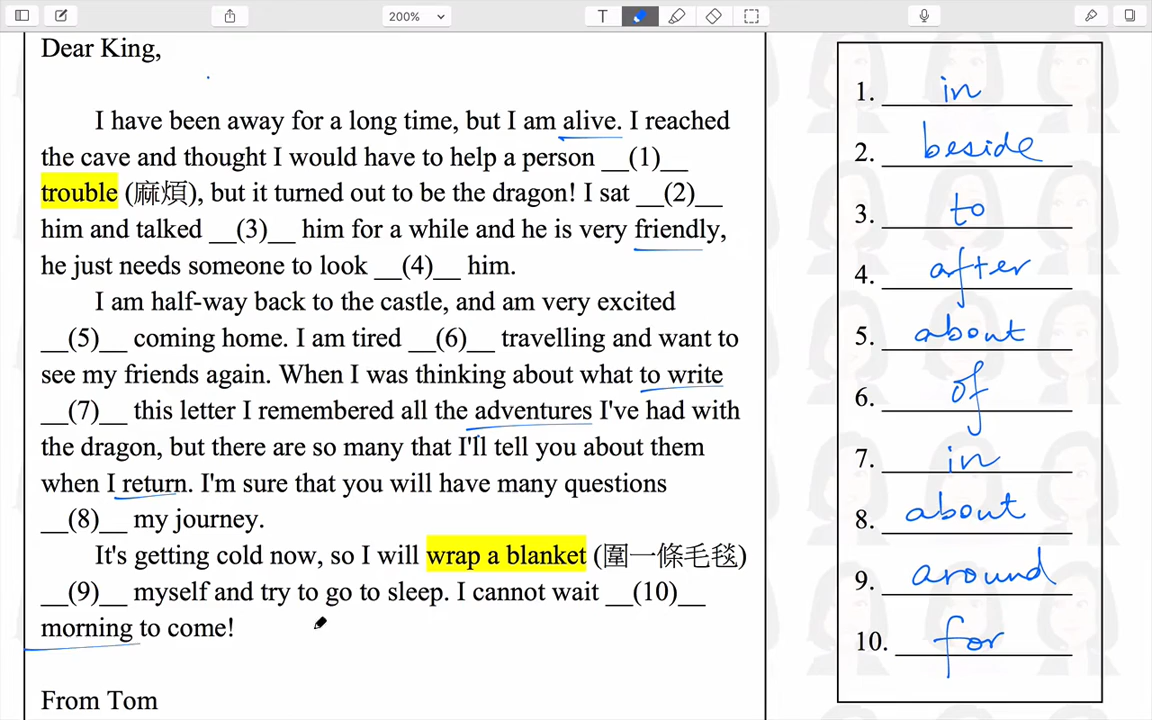 200%
T
Dear King,
I have been away for a long time, but I am alive. I reached
the cave and thought I would have to help a person __(1)__
trouble (麻煩), but it turned out to be the dragon! I sat __(2)__
him and talked __(3)__ him for a while and he is very friendly,
he just needs someone to look __(4)__ him.
I am half-way back to the castle, and am very excited
__(5)__ coming home. I am tired __(6)__ travelling and want to
see my friends again. When I was thinking about what to write
__(7)__ this letter I remembered all the adventures I've had with
the dragon, but there are so many that I'll tell you about them
when I return. I'm sure that you will have many questions
__(8)__ my journey.
It's getting cold now, so I will wrap a blanket (圍一條毛毯)
__(9)__ myself and try to go to sleep. I cannot wait __(10)__
morning to come!
From Tom
1. in
2. beside
3. to
4. after
5. about
6. of
7. in
8. about
9. around
10. for